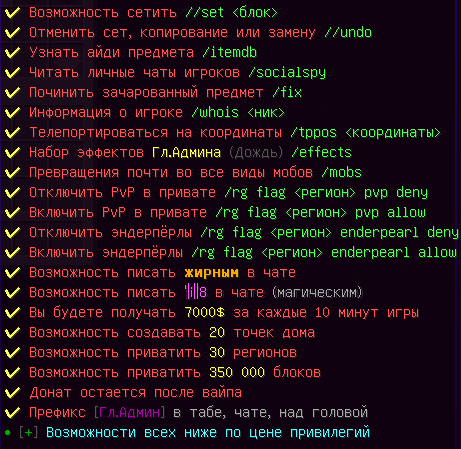 ✔ Возможность сетить //set <блок>
✔ Отменить сет, копирование или замену //undo
✔ Узнать айди предмета /itemdb
✔ Читать личные чаты игроков /socialspy
✔ Починить зачарованный предмет /fix
✔ Информация о игроке /whois <ник>
✔ Телепортироваться на координаты /tppos <координаты>
✔ Набор эффектов Гл.Админа (Дождь) /effects
✔ Превращения почти во все виды мобов /mobs
✔ Отключить PvP в привате /rg flag <регион> pvp deny
✔ Включить PvP в привате /rg flag <регион> pvp allow
✔ Отключить эндерпёрлы /rg flag <регион> enderpearl deny
✔ Включить эндерпёрлы /rg flag <регион> enderpearl allow
✔ Возможность писать жирным в чате
✔ Возможность писать в чате (магическим)
✔ Вы будете получать 7000$ за каждые 10 минут игры
✔ Возможность создавать 20 точек дома
✔ Возможность приватить 30 регионов
✔ Возможность приватить 350 000 блоков
✔ Донат остается после вайпа
✔ Префикс [Гл.Админ] в табе, чате, над головой
• [+] Возможности всех ниже по цене привилегий